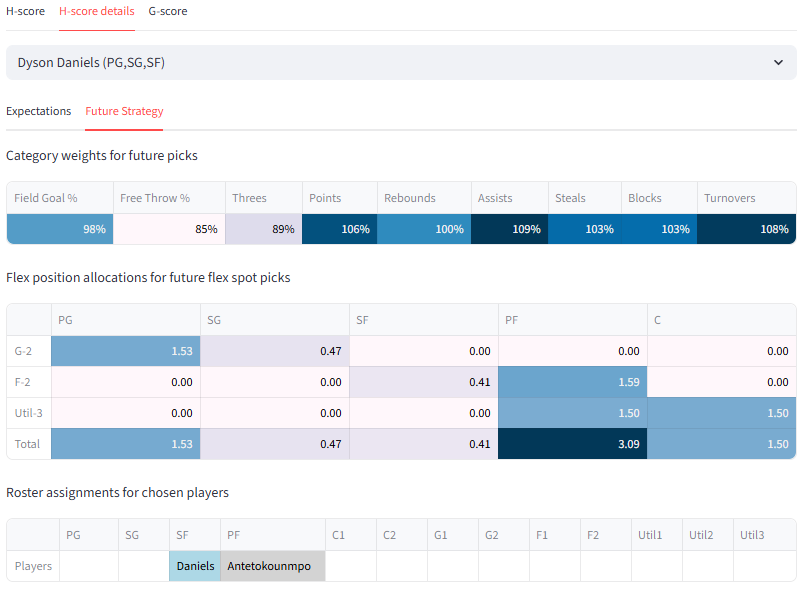 H-score H-score details G-score
Dyson Daniels (PG,SG,SF)
Expectations Future Strategy
Category weights for future picks
Field Goal % Free Throw % Threes Points Rebounds Assists Steals Blocks Turnovers
98% 85% 89% 106% 100% 109% 103% 103% 108%
Flex position allocations for future flex spot picks
PG SG SF PF C
G-2 1.53 0.47 0.00 0.00 0.00
F-2 0.00 0.00 0.41 1.59 0.00
Util-3 0.00 0.00 0.00 1.50 1.50
Total 1.53 0.47 0.41 3.09 1.50
Roster assignments for chosen players
PG SG SF PF C1 C2 G1 G2 F1 F2 Util1 Util2 Util3
Players Daniels Antetokounmpo